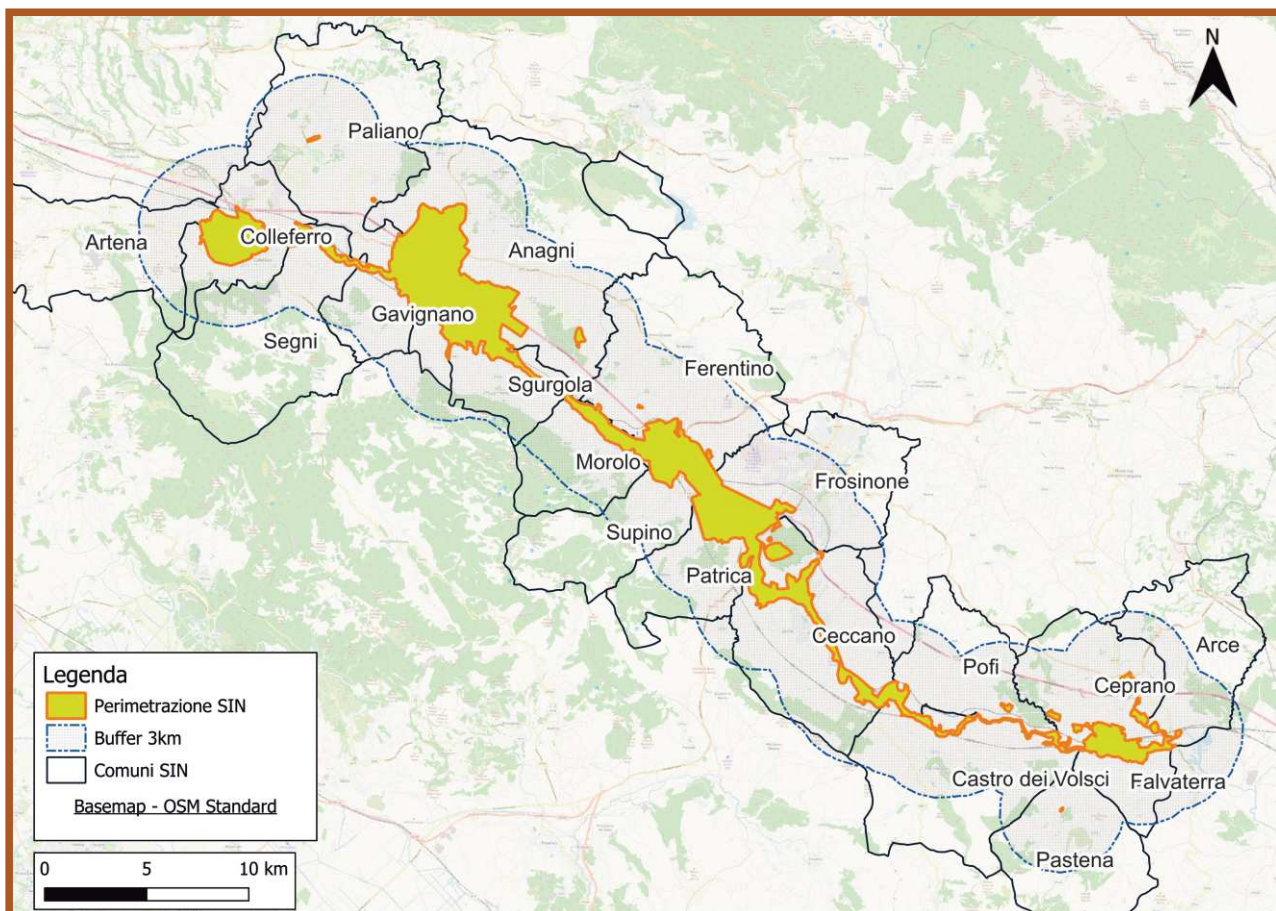 N
Paliano
Artena
Colleferro
Anagni
Gavignano
Segni
Ferentino
Sgurgola
Morolo
Frosinone
Supino
Patrica
Ceccano
Arce
Pofi
Ceprano
Castro dei Volsci
Falvaterra
Pastena
Legenda
Perimetrazione SIN
Buffer 3km
Comuni SIN
Basemap - OSM Standard
0 5 10 km